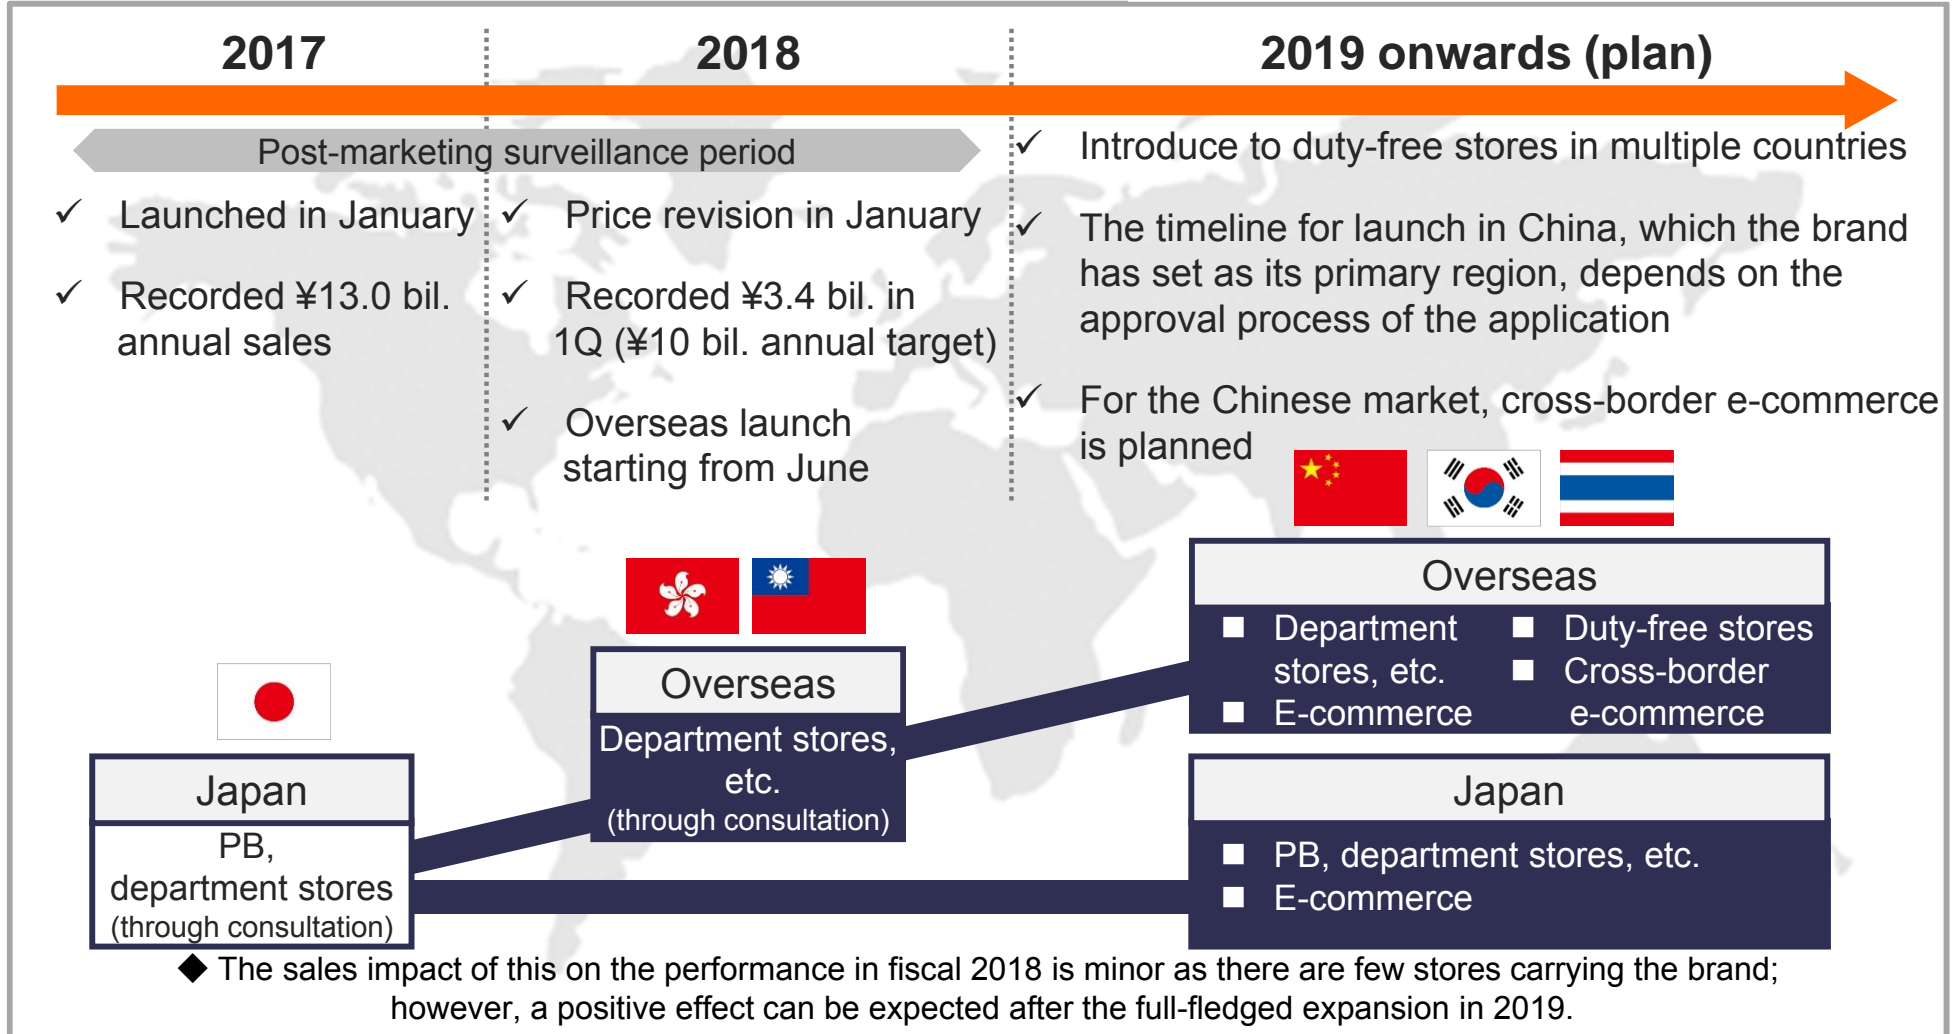 2017
2018
2019 onwards (plan)
Post-marketing surveillance period
✓ Launched in January
✓ Recorded ¥13.0 bil.
annual sales
✓ Price revision in January
✓ Recorded ¥3.4 bil. in
1Q (¥10 bil. annual target)
✓ Overseas launch
starting from June
✓ Introduce to duty-free stores in multiple countries
✓ The timeline for launch in China, which the brand
has set as its primary region, depends on the
approval process of the application
✓ For the Chinese market, cross-border e-commerce
is planned
Japan
PB,
department stores
(through consultation)
Overseas
Department stores,
etc.
(through consultation)
Overseas
■ Department
stores, etc.
■ E-commerce
■ Duty-free stores
■ Cross-border
e-commerce
Japan
■ PB, department stores, etc.
■ E-commerce
◆ The sales impact of this on the performance in fiscal 2018 is minor as there are few stores carrying the brand;
however, a positive effect can be expected after the full-fledged expansion in 2019.